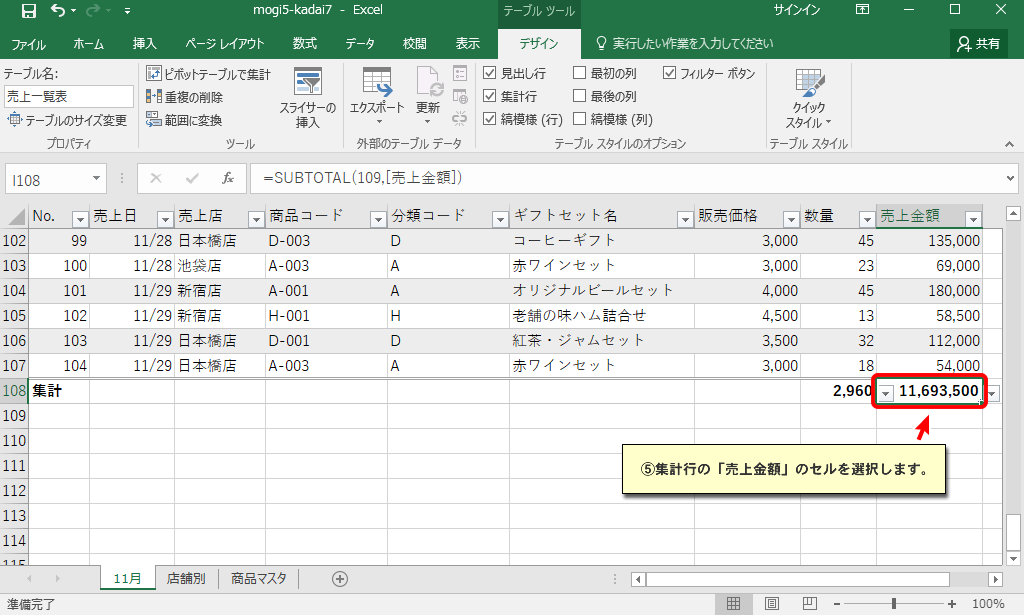 mogi5-kadai7 - Excel
テーブル ツール
サインイン
ファイル ホーム 挿入 ページ レイアウト 数式 データ 校閲 表示 デザイン 実行したい作業を入力してください 共有
テーブル名:
売上一覧表
テーブルのサイズ変更
プロパティ
ピボットテーブルで集計
重複の削除
範囲に変換
スライサーの
挿入
ツール
エクスポート 更新
外部のテーブル データ
見出し行 最初の列 フィルター ボタン
集計行 最後の列
縞模様 (行) 縞模様 (列)
テーブル スタイルのオプション
クイック
スタイル
テーブル スタイル
I108 fx =SUBTOTAL(109,[売上金額])
No. 売上日 売上店 商品コード 分類コード ギフトセット名 販売価格 数量 売上金額
102 99 11/28 日本橋店 D-003 D コーヒーギフト 3,000 45 135,000
103 100 11/28 池袋店 A-003 A 赤ワインセット 3,000 23 69,000
104 101 11/29 新宿店 A-001 A オリジナルビールセット 4,000 45 180,000
105 102 11/29 新宿店 H-001 H 老舗の味ハム詰合せ 4,500 13 58,500
106 103 11/29 日本橋店 D-001 D 紅茶・ジャムセット 3,500 32 112,000
107 104 11/29 日本橋店 A-003 A 赤ワインセット 3,000 18 54,000
108 集計 2,960 11,693,500
109
110
111
⑤集計行の「売上金額」のセルを選択します。
112
113
114
115
11月 店舗別 商品マスタ
準備完了 100%